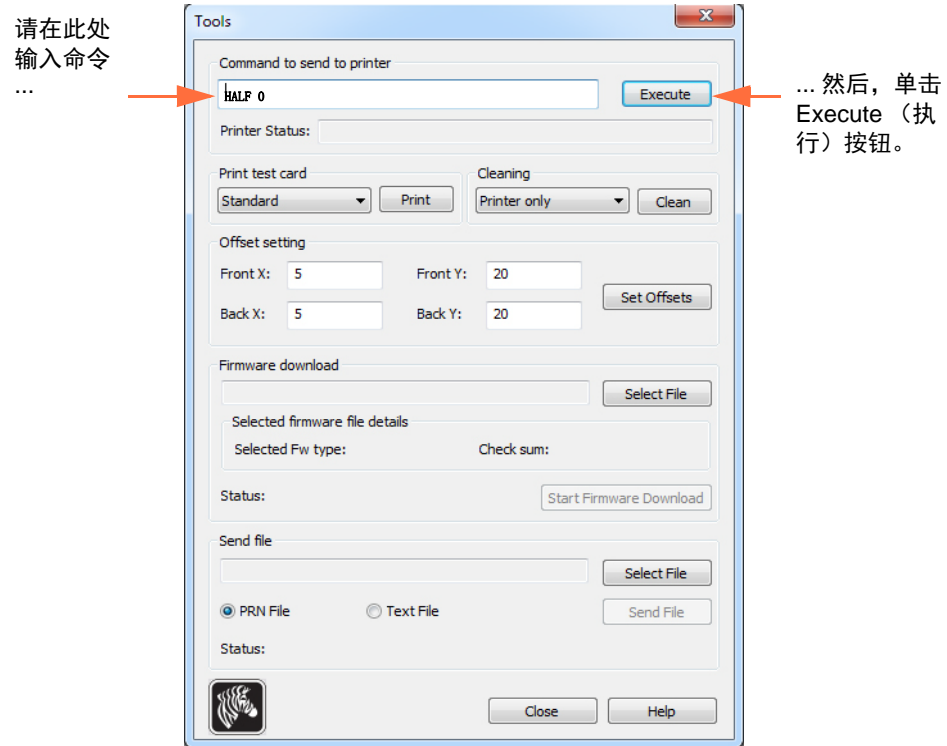 请在此处
输入命令
...
Tools
Command to send to printer
HALF 0
Execute
Printer Status:
... 然后，单击
Execute （执
行）按钮。
Print test card
Standard
Print
Cleaning
Printer only
Clean
Offset setting
Front X: 5 Front Y: 20
Back X: 5 Back Y: 20
Set Offsets
Firmware download
Select File
Selected firmware file details
Selected Fw type: Check sum:
Status:
Start Firmware Download
Send file
Select File
PRN File Text File
Send File
Status:
Close Help